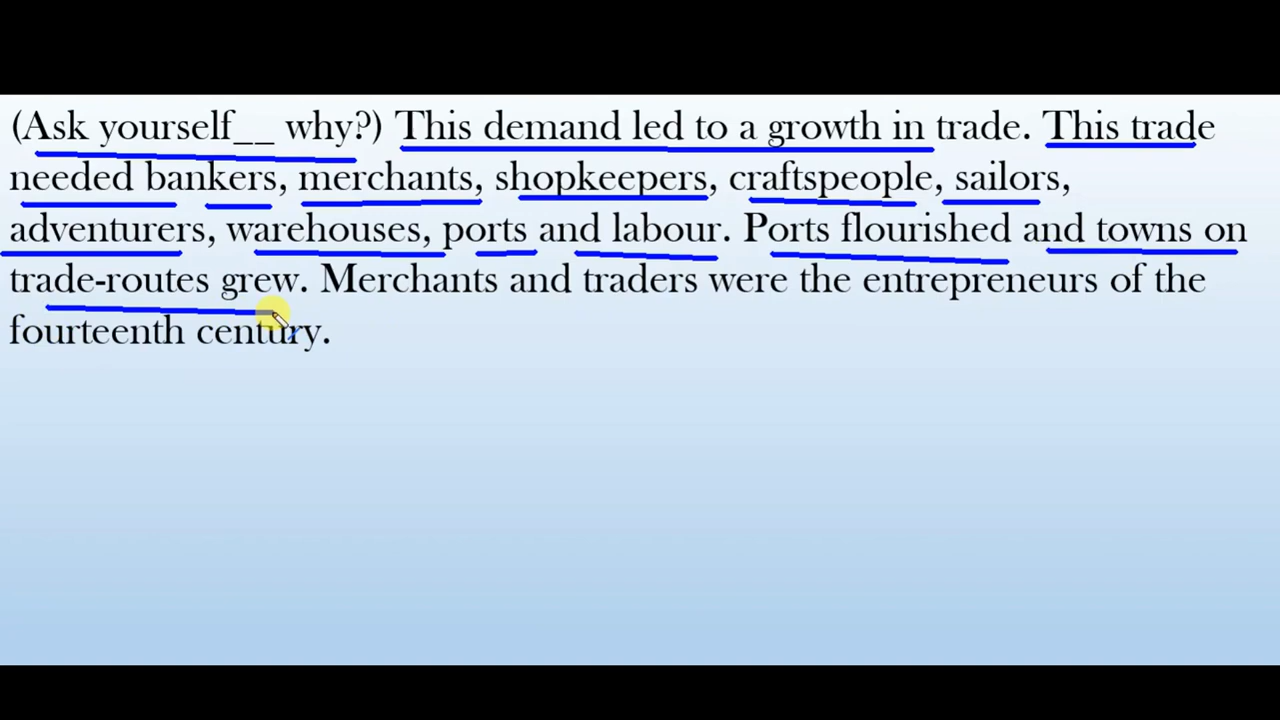 (Ask yourself__ why?) This demand led to a growth in trade. This trade
needed bankers, merchants, shopkeepers, craftspeople, sailors,
adventurers, warehouses, ports and labour. Ports flourished and towns on
trade-routes grew. Merchants and traders were the entrepreneurs of the
fourteenth century.